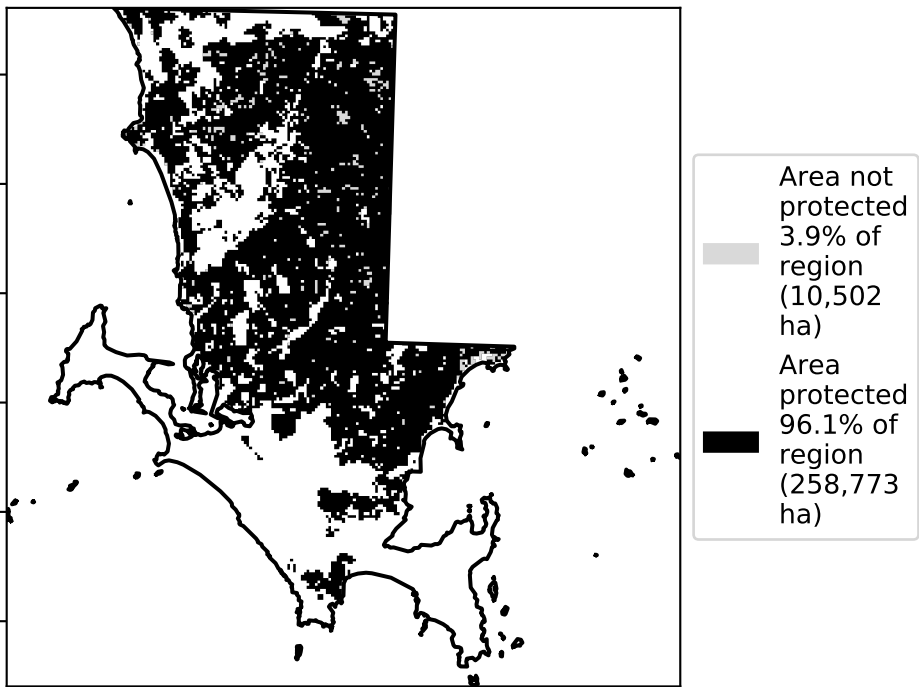 Area not
protected
3.9% of
region
(10,502
ha)
Area
protected
96.1% of
region
(258,773
ha)